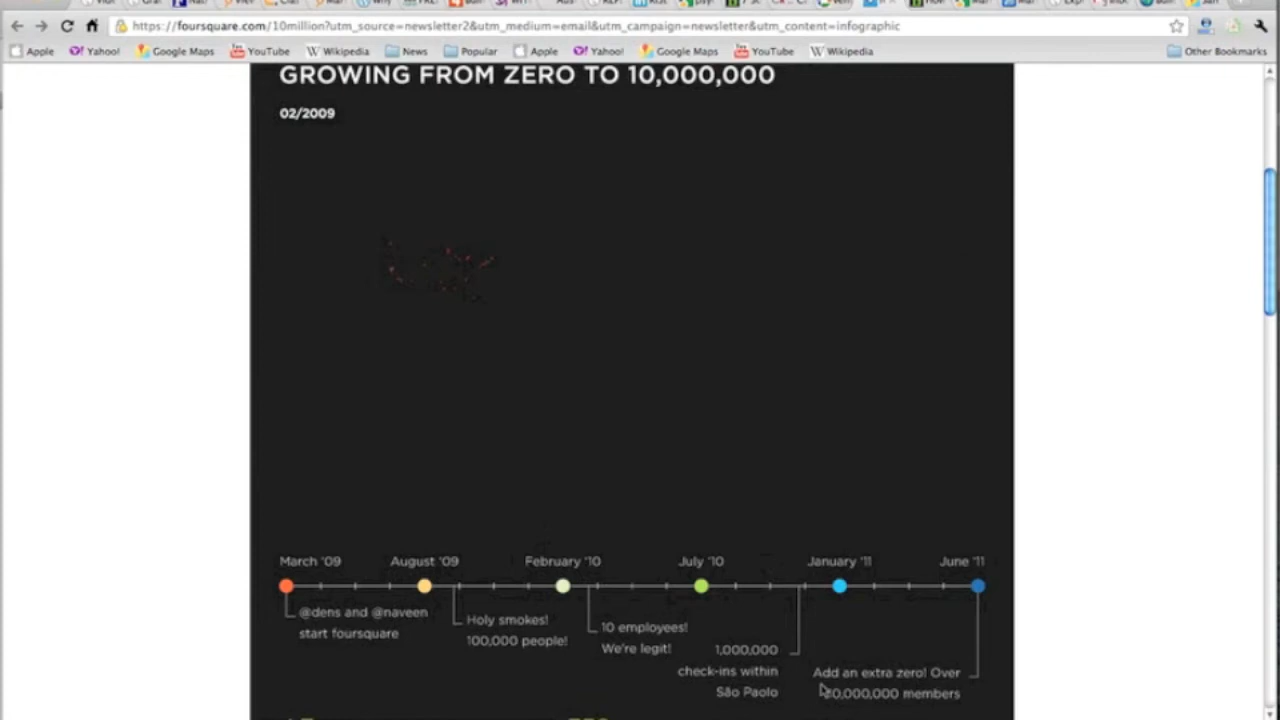 https://foursquare.com/10million?utm_source=newsletter2&utm_medium=email&utm_campaign=newsletter&utm_content=infographic
Apple Yahoo! Google Maps YouTube Wikipedia News Popular Apple Yahoo! Google Maps YouTube Wikipedia Other Bookmarks
GROWING FROM ZERO TO 10,000,000
02/2009
March '09 August '09 February '10 July '10 January '11 June '11
@dens and @naveen
start foursquare
Holy smokes!
100,000 people!
10 employees!
We're legit!
1,000,000
check-ins within
São Paolo
Add an extra zero! Over
10,000,000 members